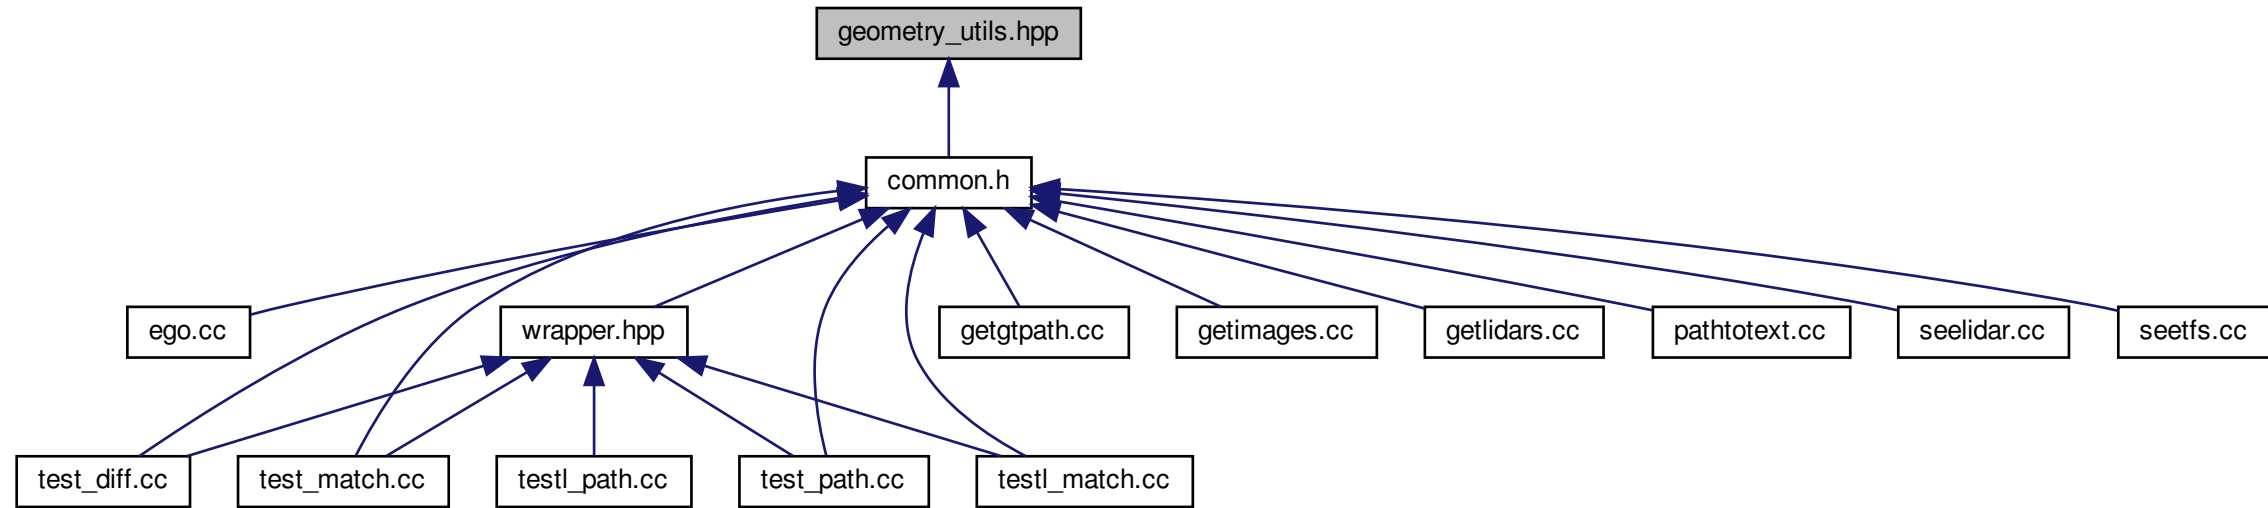 geometry_utils.hpp
common.h
ego.cc
wrapper.hpp
getgtpath.cc
getimages.cc
getlidars.cc
pathtotext.cc
seelidar.cc
seetfs.cc
test_diff.cc
test_match.cc
testl_path.cc
test_path.cc
testl_match.cc